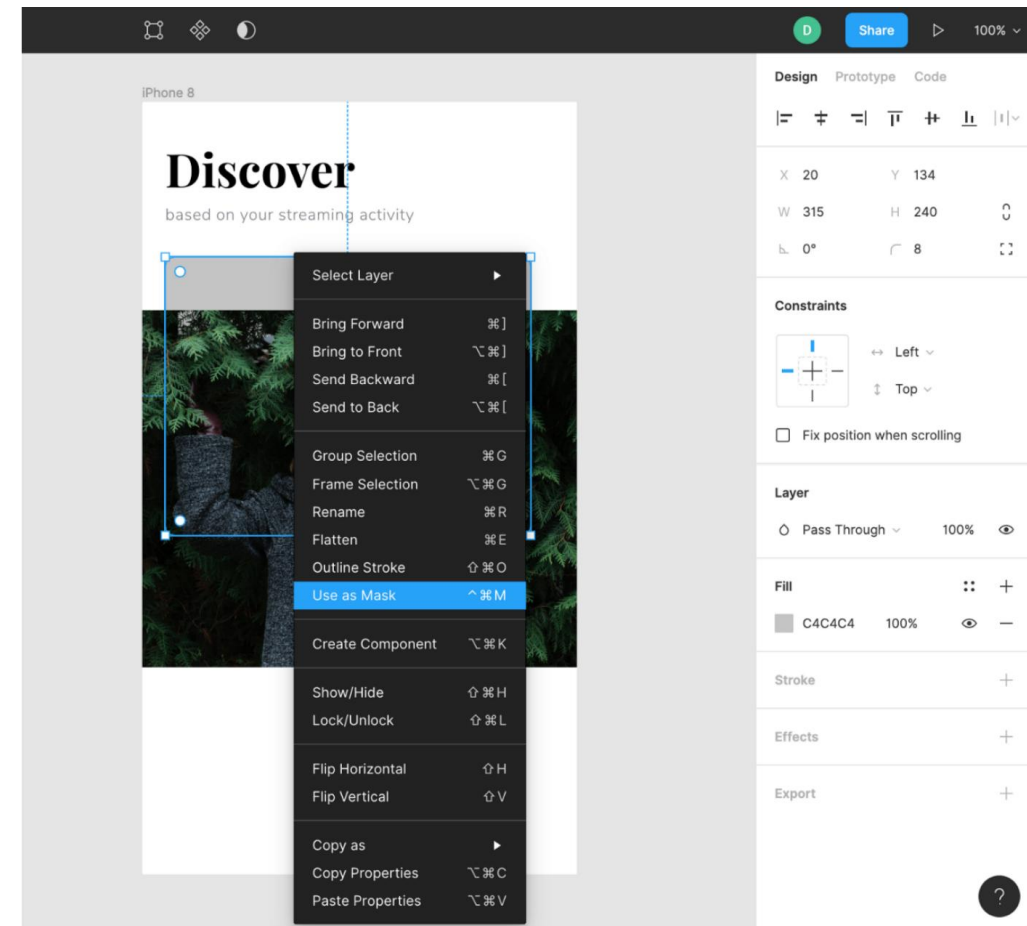 D Share 100%
Design Prototype Code
iPhone 8
Discover
based on your streaming activity
X 20 Y 134
W 315 H 240
0° 8
Constraints
Left
Top
Fix position when scrolling
Layer
Pass Through 100%
Fill
C4C4C4 100%
Stroke
Effects
Export
?
Select Layer
Bring Forward ⌘]
Bring to Front ⌥⌘]
Send Backward ⌘[
Send to Back ⌥⌘[
Group Selection ⌘G
Frame Selection ⌥⌘G
Rename ⌘R
Flatten ⌘E
Outline Stroke ⇧⌘O
Use as Mask ^⌘M
Create Component ⌥⌘K
Show/Hide ⇧⌘H
Lock/Unlock ⇧⌘L
Flip Horizontal ⇧H
Flip Vertical ⇧V
Copy as
Copy Properties ⌥⌘C
Paste Properties ⌥⌘V